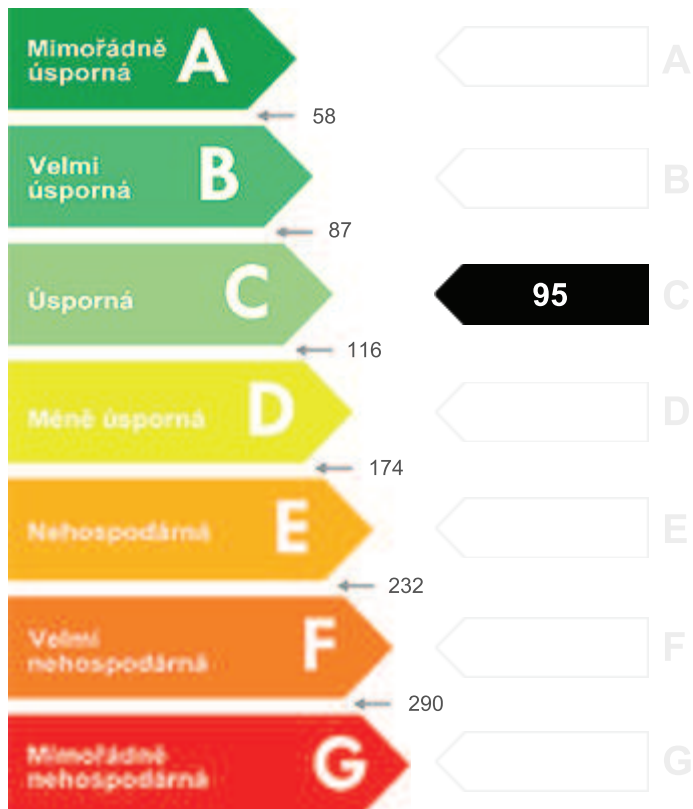 Mimořádně
úsporná
A
A
58
Velmi
úsporná
B
B
87
Úsporná
C
95
C
116
Méně úsporná
D
D
174
Nehospodárná
E
E
232
Velmi
nehospodárná
F
F
290
Mimořádně
nehospodárná
G
G